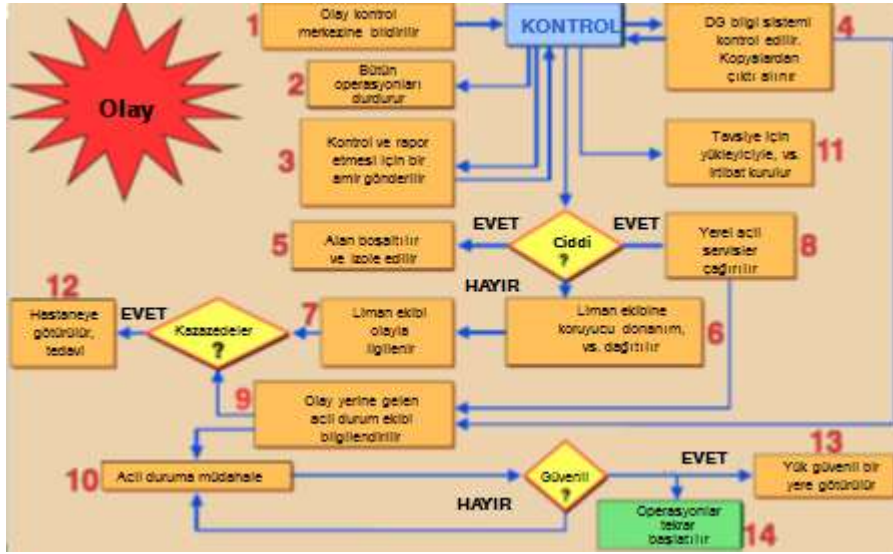 Olay
1
Olay kontrol
merkezine bildirilir
KONTROL
DG bilgi sistemi
kontrol edilir.
Kopyalardan
çıktı alınır
4
2
Bütün
operasyonları
durdurur
3
Kontrol ve rapor
etmesi için bir
amir gönderilir
Tavsiye için
yükleyiciyle, vs.
irtibat kurulur
11
5
Alan boşaltılır
ve izole edilir
EVET
Ciddi
?
EVET
Yerel acil
servisler
çağırılır
8
HAYIR
12
Hastaneye
götürülür,
tedavi
EVET
Kazazedeler
?
7
Liman ekibi
olayla
ilgilenir
Liman ekibine
koruyucu donanım,
vs. dağıtılır
6
9
Olay yerine gelen
acil durum ekibi
bilgilendirilir
10
Acil duruma müdahale
HAYIR
Güvenli
?
EVET
13
Yük güvenli bir
yere götürülür
Operasyonlar
tekrar
başlatılır
14